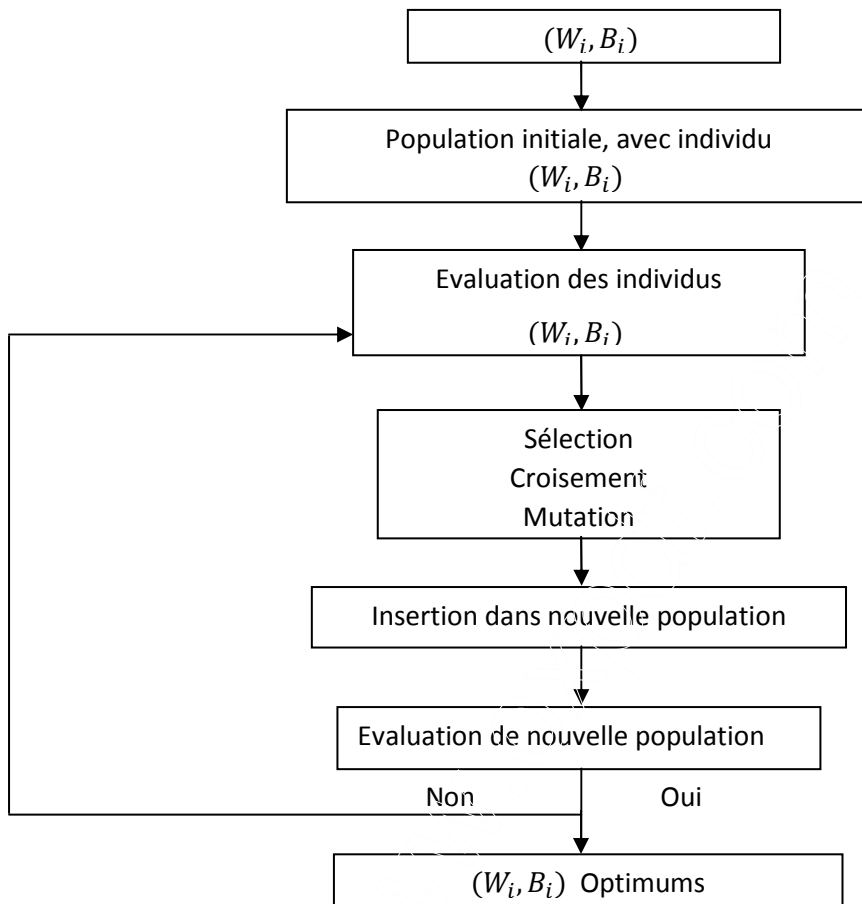 (W_i, B_i)
Population initiale, avec individu
(W_i, B_i)
Evaluation des individus
(W_i, B_i)
Sélection
Croisement
Mutation
Insertion dans nouvelle population
Evaluation de nouvelle population
Non Oui
(W_i, B_i) Optimums